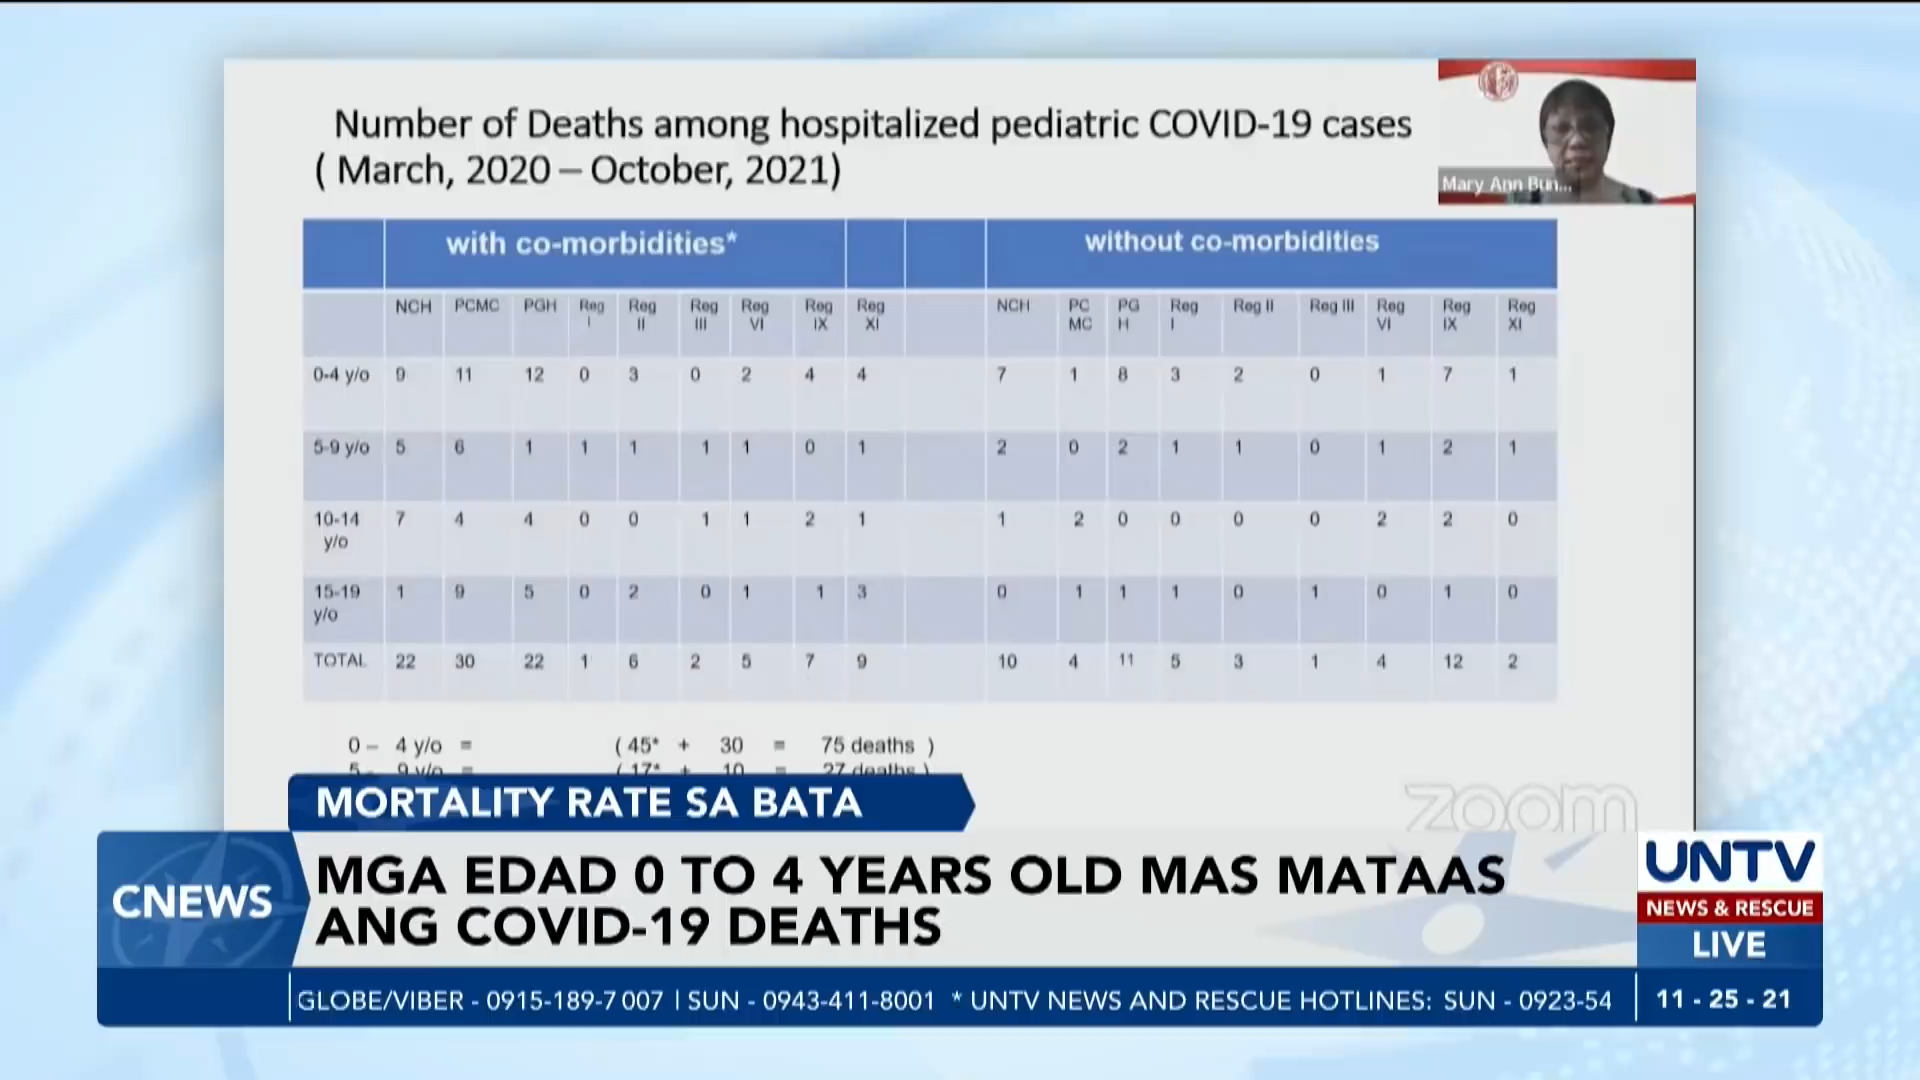 Number of Deaths among hospitalized pediatric COVID-19 cases
( March, 2020 – October, 2021)
Mary Ann Bun...
with co-morbidities* without co-morbidities
NCH PCMC PGH Reg I Reg II Reg III Reg VI Reg IX Reg XI NCH PC MC PG H Reg I Reg II Reg III Reg VI Reg IX Reg XI
0-4 y/o 9 11 12 0 3 0 2 4 4 7 1 8 3 2 0 1 7 1
5-9 y/o 5 6 1 1 1 1 1 0 1 2 0 2 1 1 0 1 2 1
10-14 y/o 7 4 4 0 0 1 1 2 1 1 2 0 0 0 0 2 2 0
15-19 y/o 1 9 5 0 2 0 1 1 3 0 1 1 1 0 1 0 1 0
TOTAL 22 30 22 1 6 2 5 7 9 10 4 11 5 3 1 4 12 2
0 – 4 y/o = ( 45* + 30 = 75 deaths )
5 - 9 y/o = ( 17* + 10 = 27 deaths )
zoom
MORTALITY RATE SA BATA
CNEWS
MGA EDAD 0 TO 4 YEARS OLD MAS MATAAS
ANG COVID-19 DEATHS
UNTV
NEWS & RESCUE
LIVE
GLOBE/VIBER - 0915-189-7007 | SUN - 0943-411-8001 * UNTV NEWS AND RESCUE HOTLINES: SUN - 0923-54
11 - 25 - 21